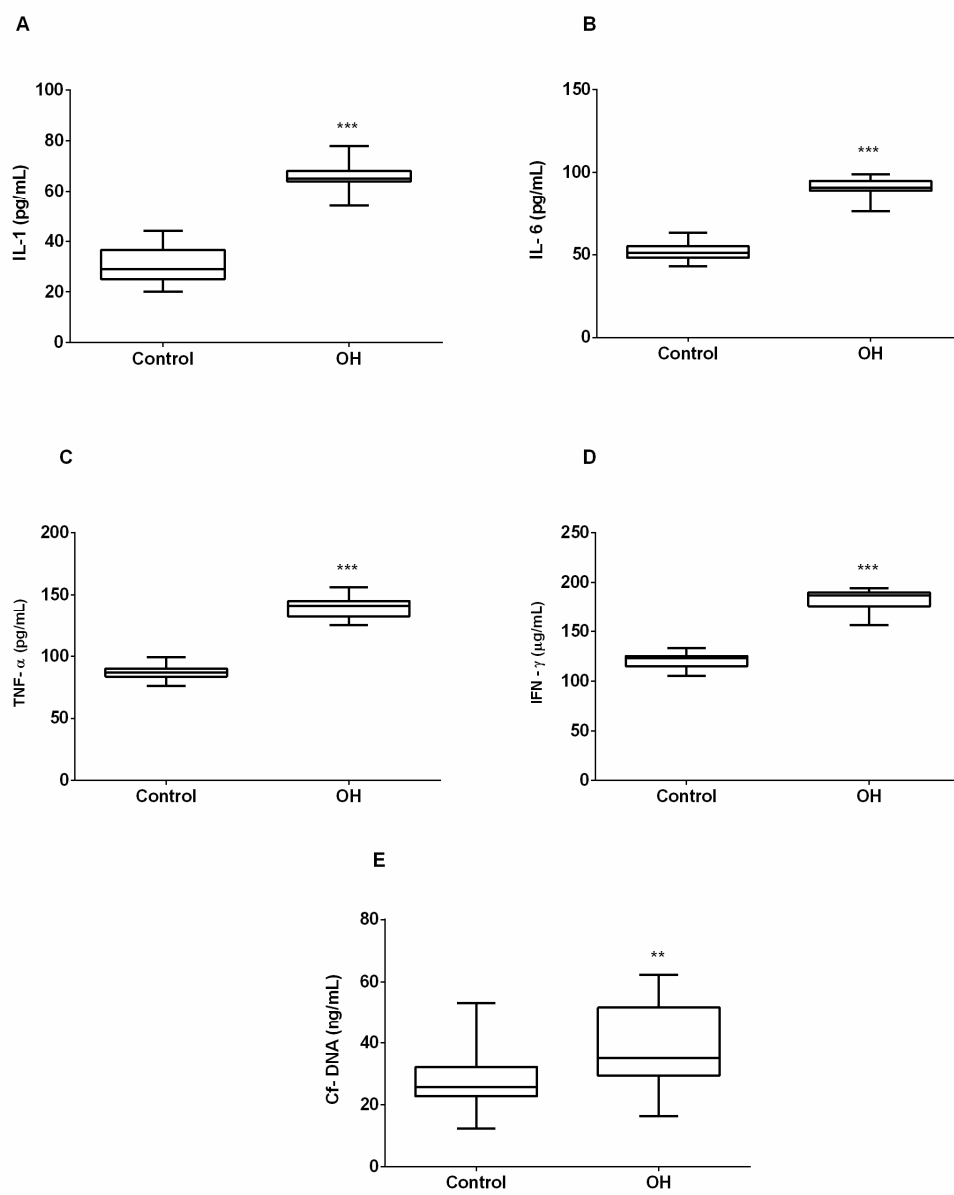 A
IL-1 (pg/mL)
100
80
60
40
20
0
***
Control
OH
B
IL- 6 (pg/mL)
150
100
50
0
***
Control
OH
C
TNF- α (pg/mL)
200
150
100
50
0
***
Control
OH
D
IFN - γ (μg/mL)
250
200
150
100
50
0
***
Control
OH
E
Cf- DNA (ng/mL)
80
60
40
20
0
**
Control
OH